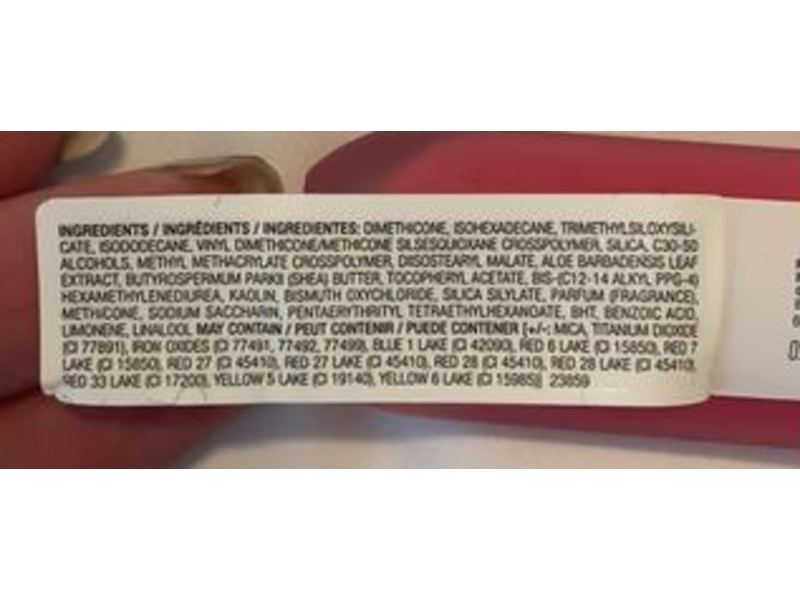 INGREDIENTS / INGRÉDIENTS / INGREDIENTES: DIMETHICONE, ISOHEXADECANE, TRIMETHYLSILOXYSILI-
CATE, ISODODECANE, VINYL DIMETHICONE/METHICONE SILSESQUIOXANE CROSSPOLYMER, SILICA, C30-50
ALCOHOLS, METHYL METHACRYLATE CROSSPOLYMER, DIISOSTEARYL MALATE, ALOE BARBADENSIS LEAF
EXTRACT, BUTYROSPERMUM PARKII (SHEA) BUTTER, TOCOPHERYL ACETATE, BIS-(C12-14 ALKYL PPG-4)
HEXAMETHYLENEDIUREA, KAOLIN, BISMUTH OXYCHLORIDE, SILICA SILYLATE, PARFUM (FRAGRANCE),
METHICONE, SODIUM SACCHARIN, PENTAERYTHRITYL TETRAETHYLHEXANOATE, BHT, BENZOIC ACID,
LIMONENE, LINALOOL MAY CONTAIN / PEUT CONTENIR / PUEDE CONTENER [+/-: MICA, TITANIUM DIOXIDE
(CI 77891), IRON OXIDES (CI 77491, 77492, 77499), BLUE 1 LAKE (CI 42090), RED 6 LAKE (CI 15850), RED 7
LAKE (CI 15850), RED 27 (CI 45410), RED 27 LAKE (CI 45410), RED 28 (CI 45410), RED 28 LAKE (CI 45410),
RED 33 LAKE (CI 17200), YELLOW 5 LAKE (CI 19140), YELLOW 6 LAKE (CI 15985)] 23859